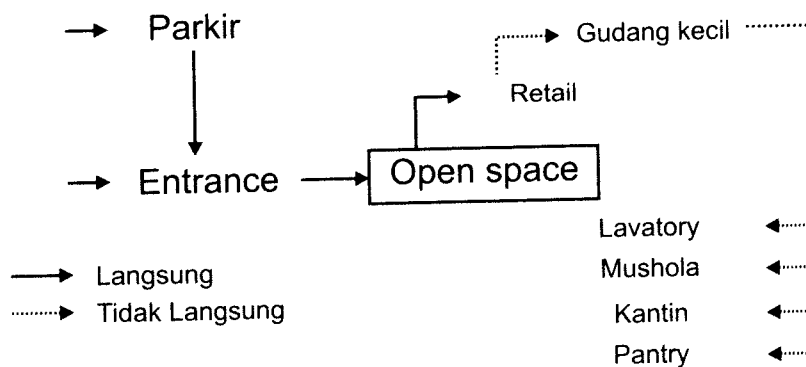 Parkir
Gudang kecil
Retail
Entrance
Open space
Lavatory
Langsung
Mushola
Tidak Langsung
Kantin
Pantry